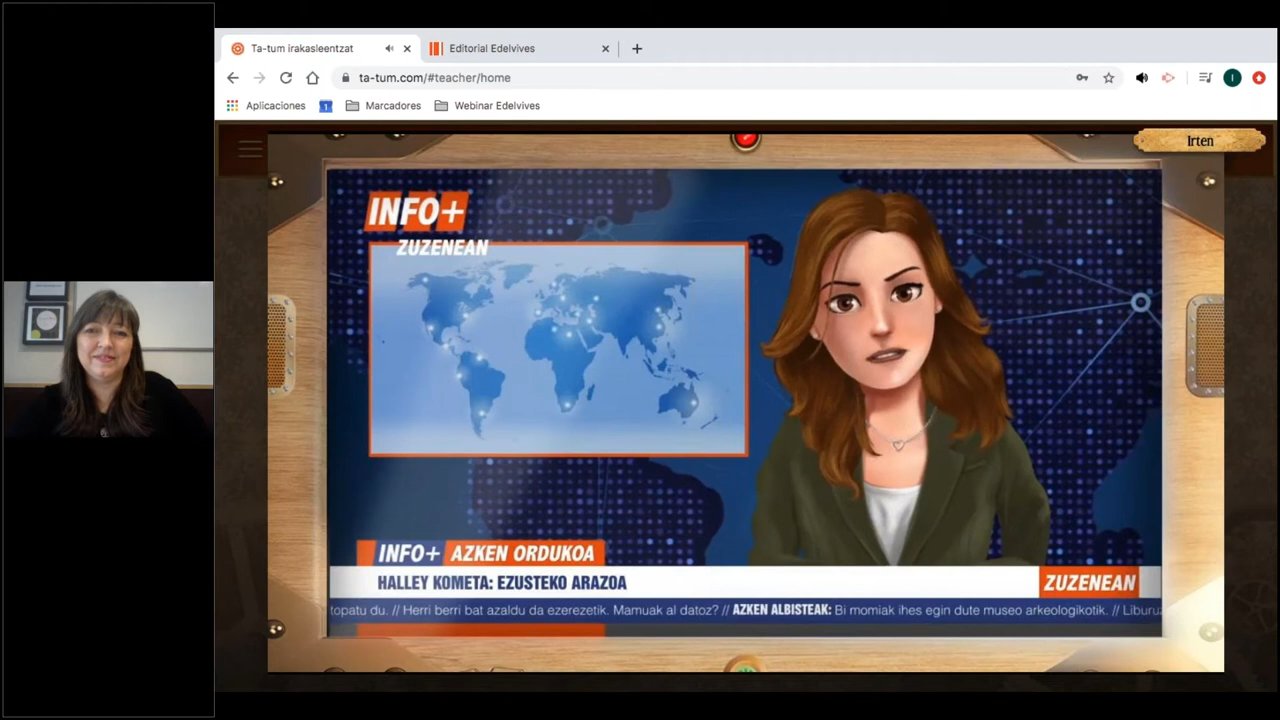 Ta-tum irakasleentzat
Editorial Edelvives
ta-tum.com/#teacher/home
Aplicaciones
1
Marcadores
Webinar Edelvives
Irten
INFO+
ZUZENEAN
INFO+ AZKEN ORDUKOA
HALLEY KOMETA: EZUSTEKO ARAZOA
ZUZENEAN
topatu du. // Herri berri bat azaldu da ezerezetik. Mamuak al datoz? // AZKEN ALBISTEAK: Bi momiak ihes egin dute museo arkeologikotik. //